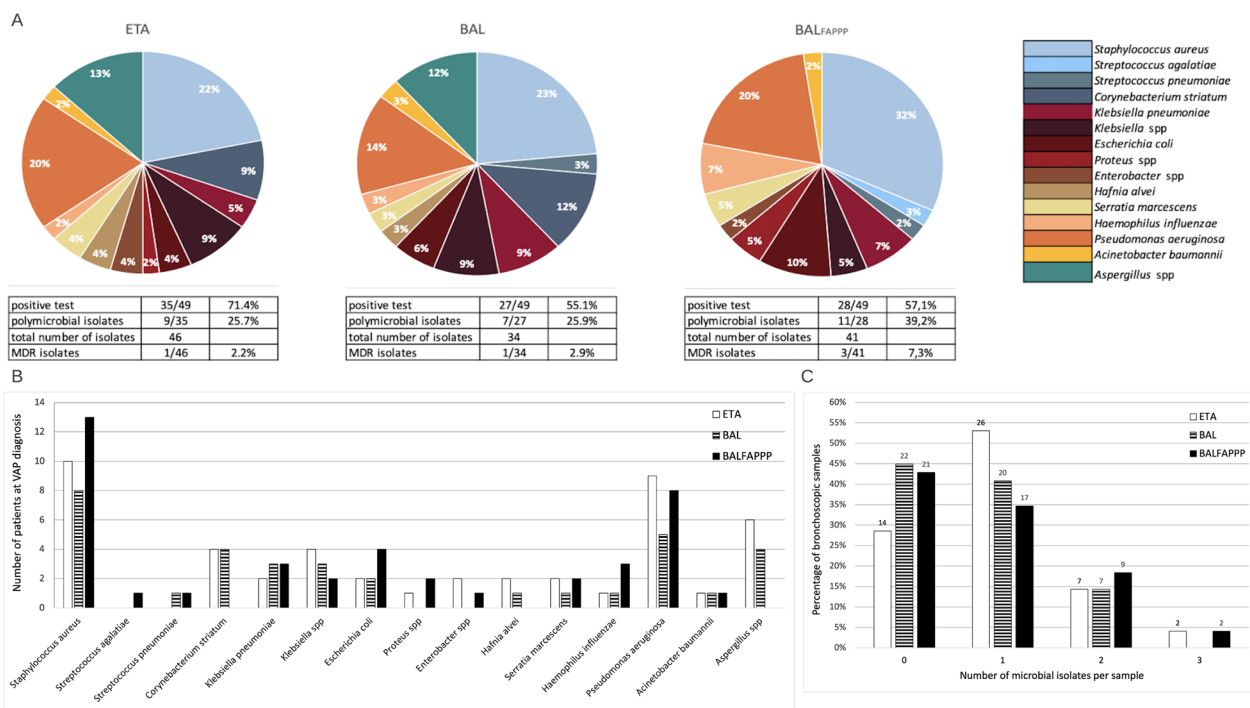 A
ETA
BAL
BALFAPPP
13%
22%
2%
20%
9%
2%
5%
4%
9%
4%
4%
2%
4%
12%
23%
3%
14%
3%
3%
12%
3%
3%
6%
9%
9%
2%
20%
32%
7%
5%
3%
2%
2%
5%
7%
10%
5%
Staphylococcus aureus
Streptococcus agalatiae
Streptococcus pneumoniae
Corynebacterium striatum
Klebsiella pneumoniae
Klebsiella spp
Escherichia coli
Proteus spp
Enterobacter spp
Hafnia alvei
Serratia marcescens
Haemophilus influenzae
Pseudomonas aeruginosa
Acinetobacter baumannii
Aspergillus spp
positive test 35/49 71.4%
polymicrobial isolates 9/35 25.7%
total number of isolates 46
MDR isolates 1/46 2.2%
positive test 27/49 55.1%
polymicrobial isolates 7/27 25.9%
total number of isolates 34
MDR isolates 1/34 2.9%
positive test 28/49 57,1%
polymicrobial isolates 11/28 39,2%
total number of isolates 41
MDR isolates 3/41 7,3%
B
Number of patients at VAP diagnosis
14
12
10
8
6
4
2
0
ETA
BAL
BALFAPPP
Staphylococcus aureus
Streptococcus agalatiae
Streptococcus pneumoniae
Corynebacterium striatum
Klebsiella pneumoniae
Klebsiella spp
Escherichia coli
Proteus spp
Enterobacter spp
Hafnia alvei
Serratia marcescens
Haemophilus influenzae
Pseudomonas aeruginosa
Acinetobacter baumannii
Aspergillus spp
C
Percentage of bronchoscopic samples
60%
55%
50%
45%
40%
35%
30%
25%
20%
15%
10%
5%
0%
ETA
BAL
BALFAPPP
14
22
21
26
20
17
7
7
9
2
2
0 1 2 3
Number of microbial isolates per sample